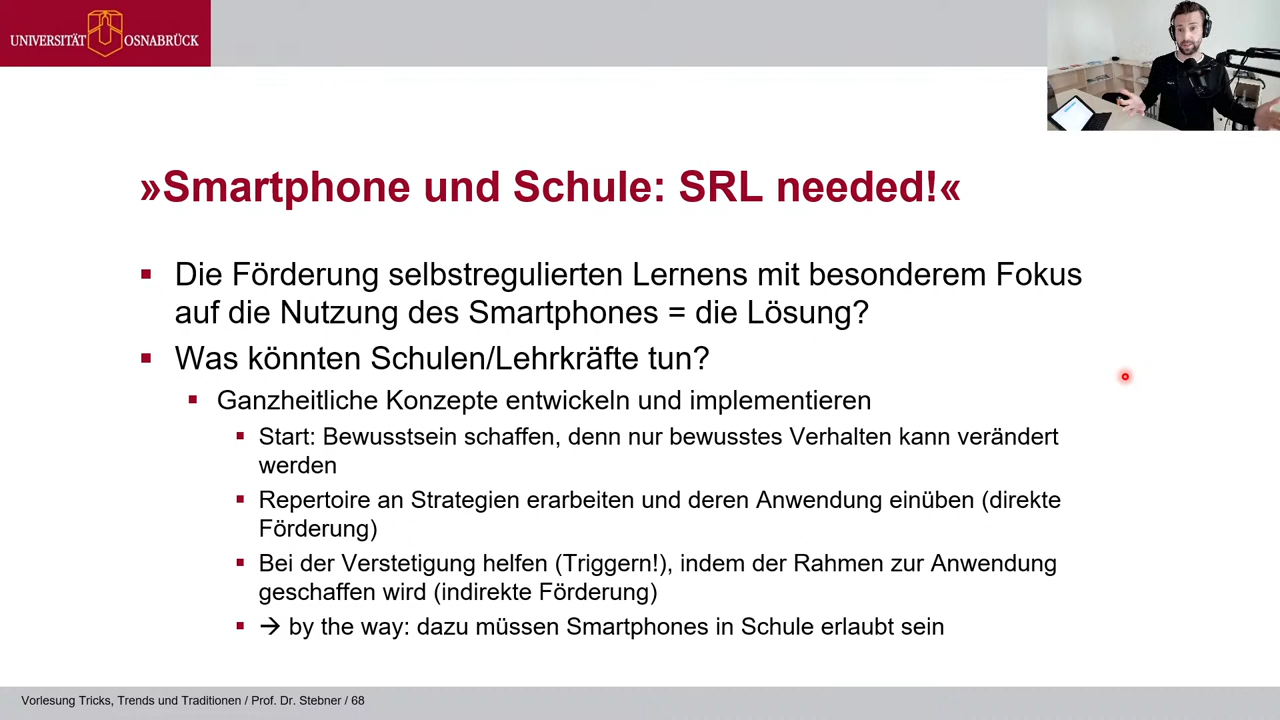 UNIVERSITÄT OSNABRÜCK
»Smartphone und Schule: SRL needed!«
Die Förderung selbstregulierten Lernens mit besonderem Fokus
auf die Nutzung des Smartphones = die Lösung?
Was könnten Schulen/Lehrkräfte tun?
Ganzheitliche Konzepte entwickeln und implementieren
Start: Bewusstsein schaffen, denn nur bewusstes Verhalten kann verändert
werden
Repertoire an Strategien erarbeiten und deren Anwendung einüben (direkte
Förderung)
Bei der Verstetigung helfen (Triggern!), indem der Rahmen zur Anwendung
geschaffen wird (indirekte Förderung)
→ by the way: dazu müssen Smartphones in Schule erlaubt sein
Vorlesung Tricks, Trends und Traditionen / Prof. Dr. Stebner / 68